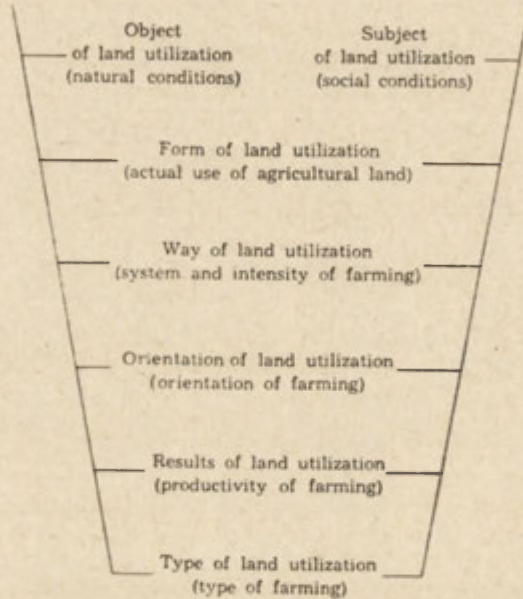 Object
of land utilization
(natural conditions)
Subject
of land utilization
(social conditions)
Form of land utilization
(actual use of agricultural land)
Way of land utilization
(system and intensity of farming)
Orientation of land utilization
(orientation of farming)
Results of land utilization
(productivity of farming)
Type of land utilization
(type of farming)